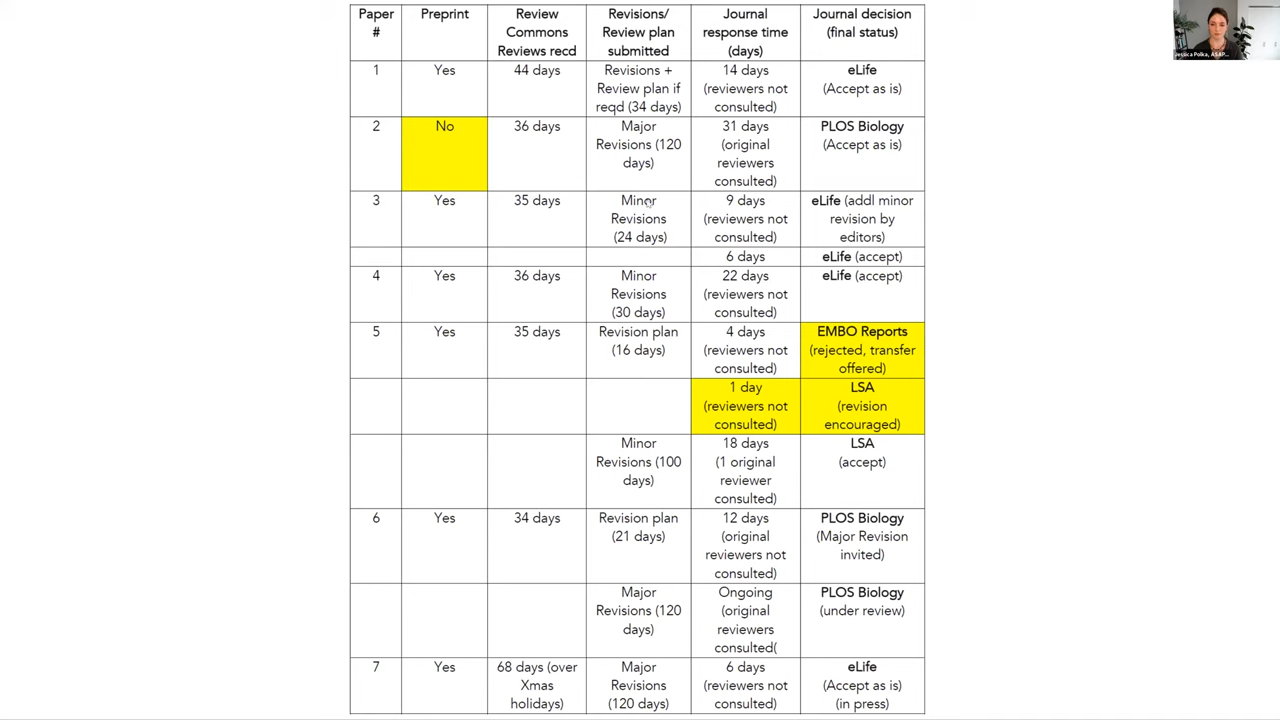 Paper #
Preprint
Review Commons Reviews recd
Revisions/ Review plan submitted
Journal response time (days)
Journal decision (final status)
1
Yes
44 days
Revisions + Review plan if reqd (34 days)
14 days (reviewers not consulted)
eLife (Accept as is)
2
No
36 days
Major Revisions (120 days)
31 days (original reviewers consulted)
PLOS Biology (Accept as is)
3
Yes
35 days
Minor Revisions (24 days)
9 days (reviewers not consulted)
eLife (addl minor revision by editors)
6 days
eLife (accept)
4
Yes
36 days
Minor Revisions (30 days)
22 days (reviewers not consulted)
eLife (accept)
5
Yes
35 days
Revision plan (16 days)
4 days (reviewers not consulted)
EMBO Reports (rejected, transfer offered)
1 day (reviewers not consulted)
LSA (revision encouraged)
Minor Revisions (100 days)
18 days (1 original reviewer consulted)
LSA (accept)
6
Yes
34 days
Revision plan (21 days)
12 days (original reviewers not consulted)
PLOS Biology (Major Revision invited)
Major Revisions (120 days)
Ongoing (original reviewers consulted(
PLOS Biology (under review)
7
Yes
68 days (over Xmas holidays)
Major Revisions (120 days)
6 days (reviewers not consulted)
eLife (Accept as is) (in press)
Jessica Polka, ASAP...